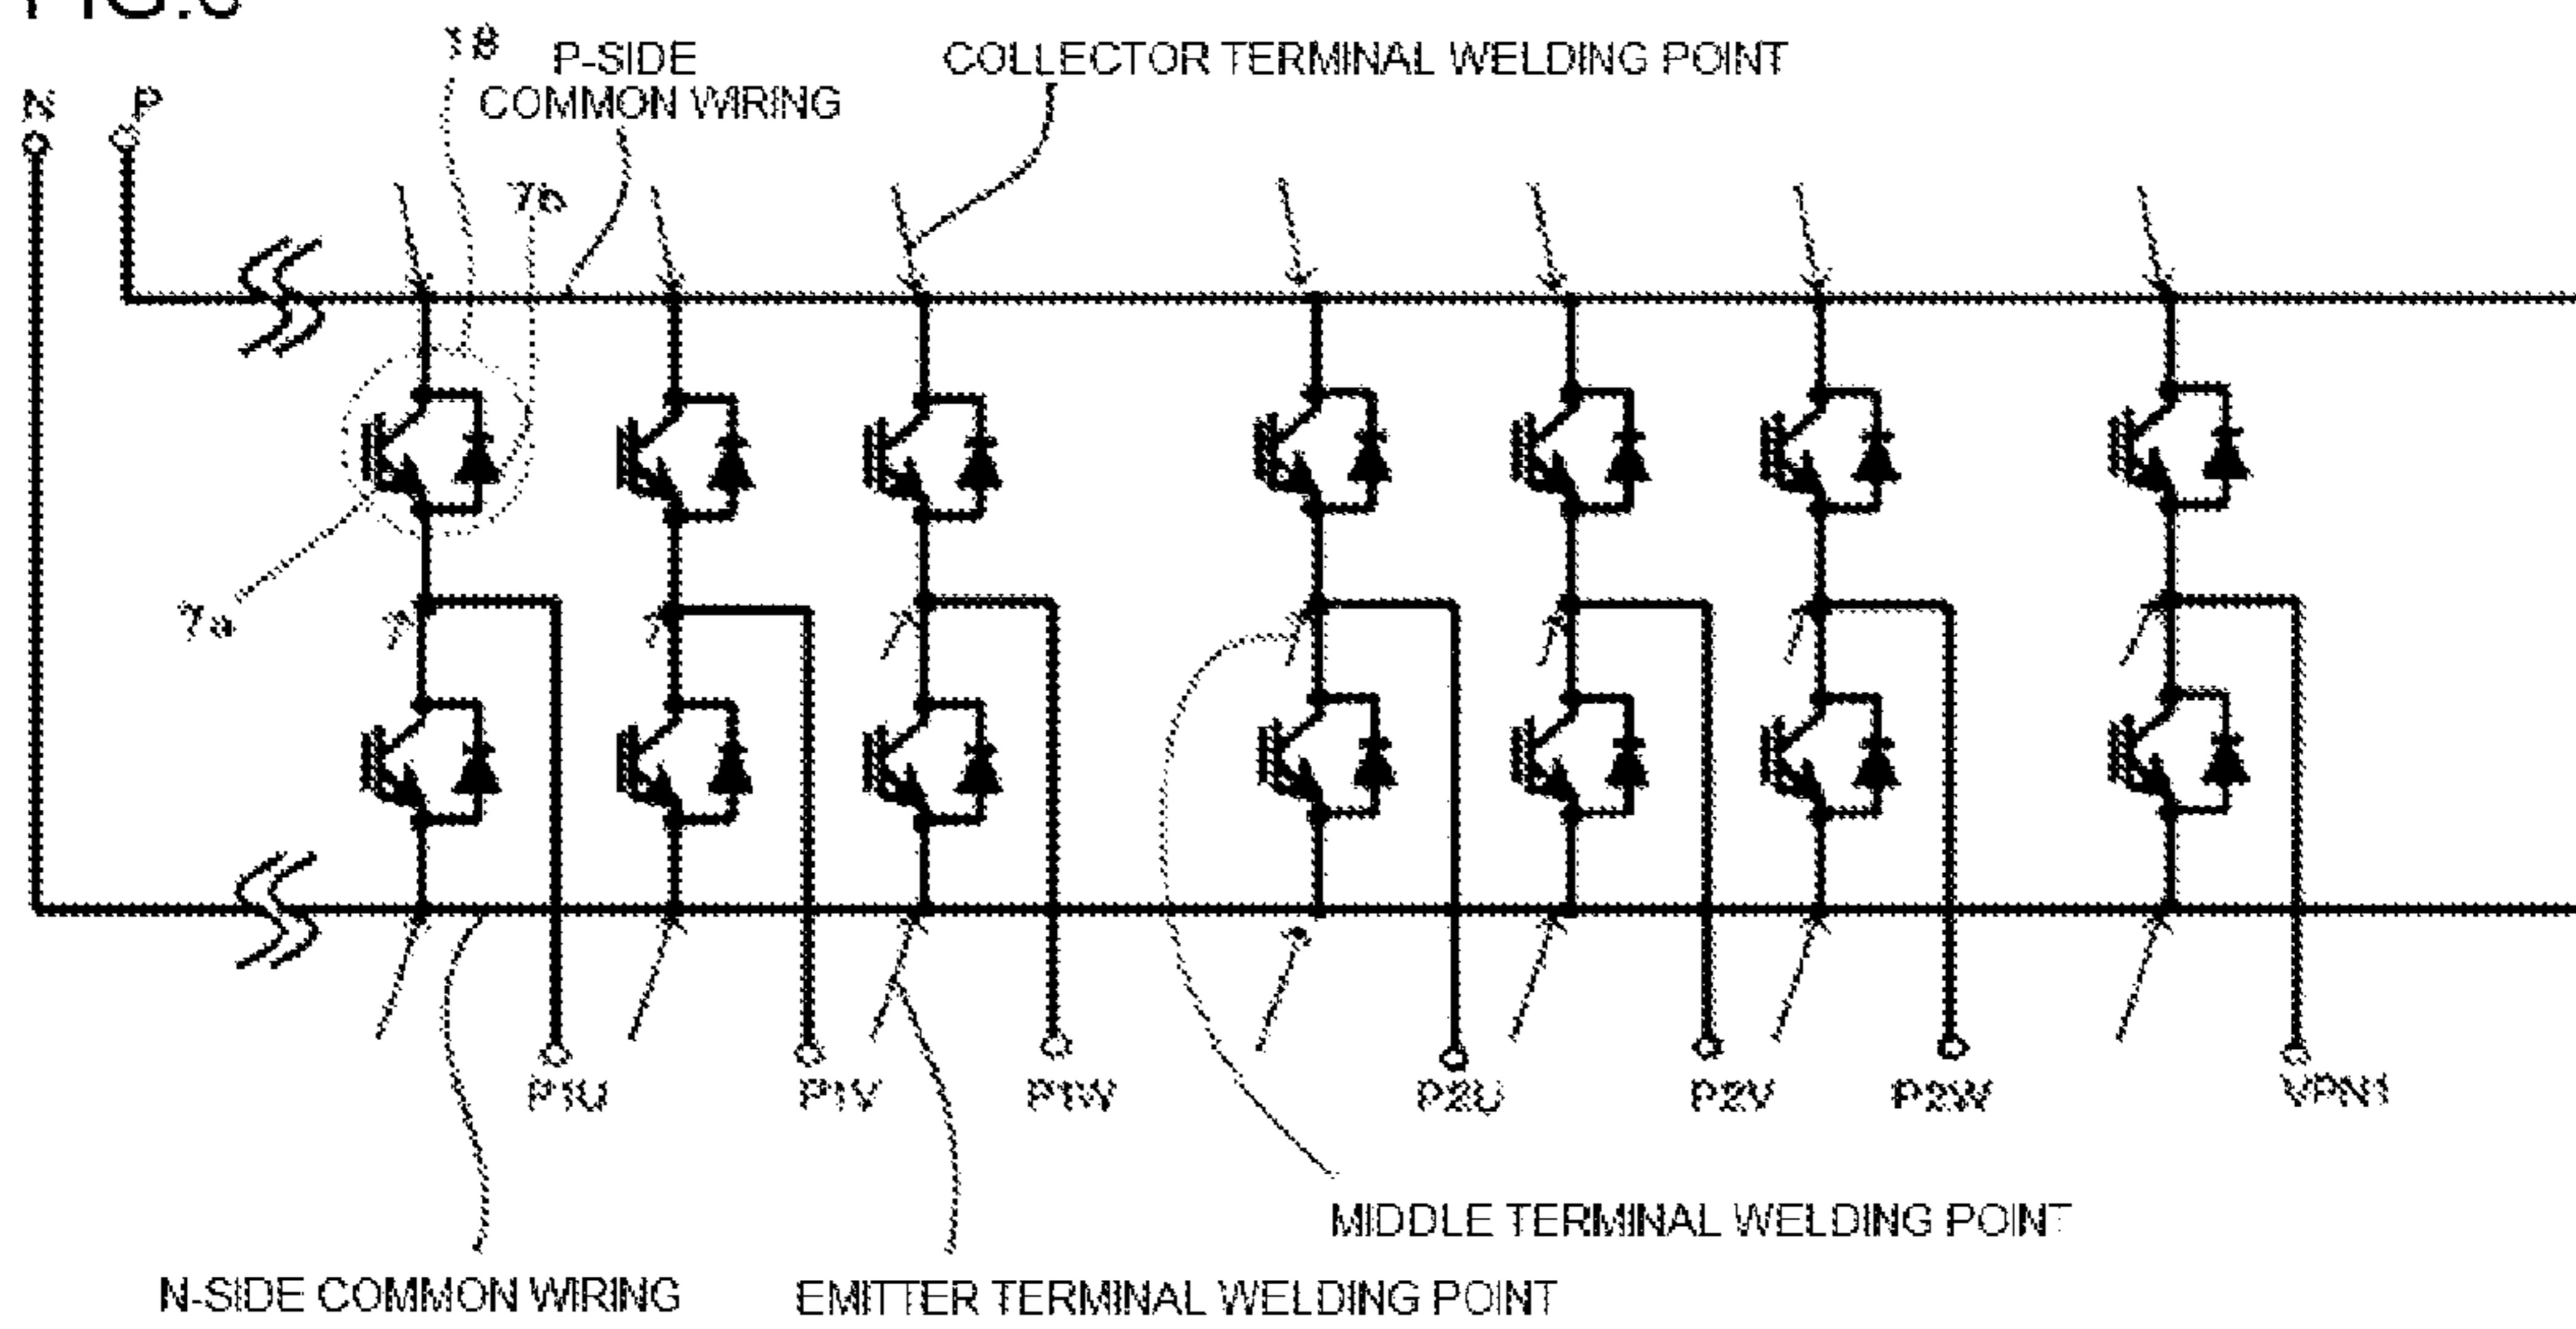 18
P-SIDE
COMMON WIRING
COLLECTOR TERMINAL WELDING POINT
N
P
7b
7a
P1U
P1V
P1W
P2U
P2V
P2W
VPN1
MIDDLE TERMINAL WELDING POINT
N-SIDE COMMON WIRING
EMITTER TERMINAL WELDING POINT